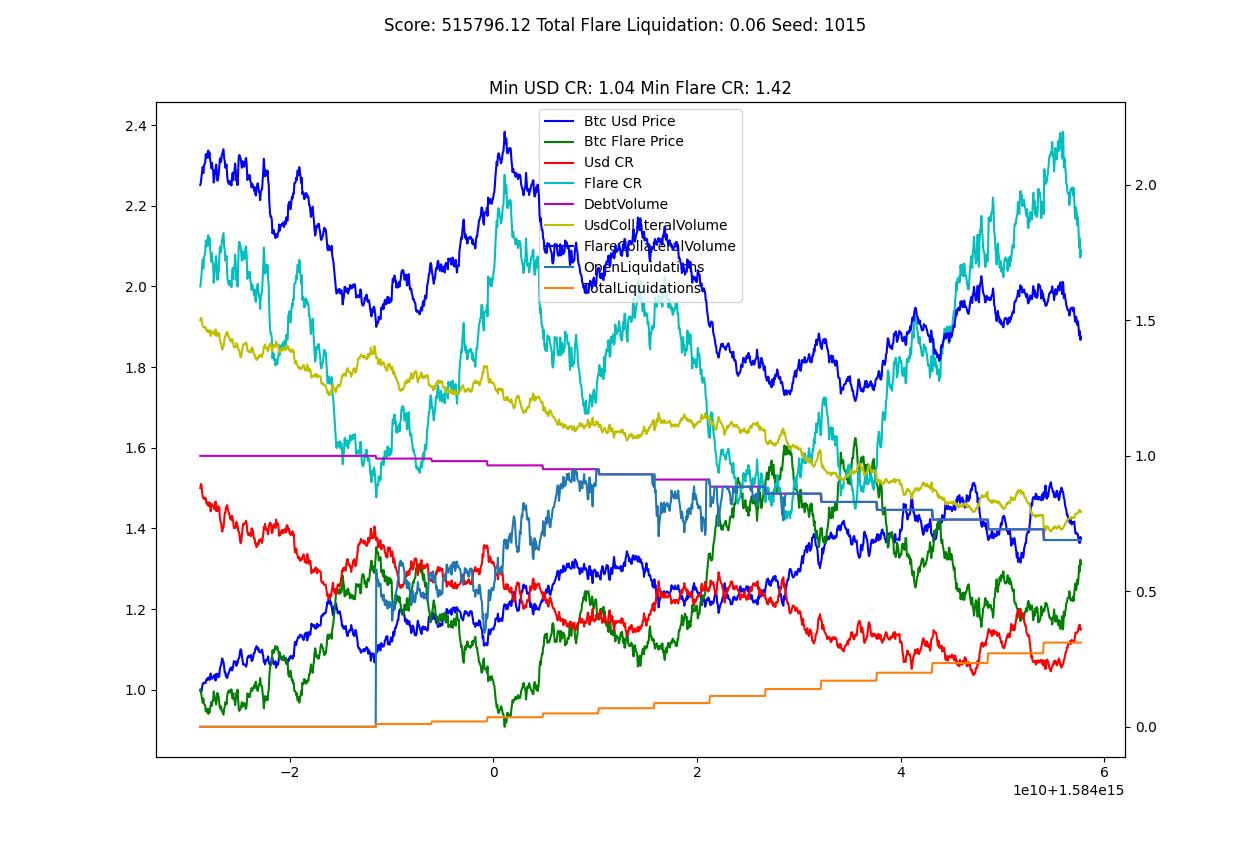 Score: 515796.12 Total Flare Liquidation: 0.06 Seed: 1015
Min USD CR: 1.04 Min Flare CR: 1.42
Btc Usd Price
Btc Flare Price
Usd CR
Flare CR
DebtVolume
UsdCollateralVolume
FlareCollateralVolume
OpenLiquidations
TotalLiquidations
2.4
2.2
2.0
1.8
1.6
1.4
1.2
1.0
2.0
1.5
1.0
0.5
0.0
−2 0 2 4 6
1e10+1.584e15